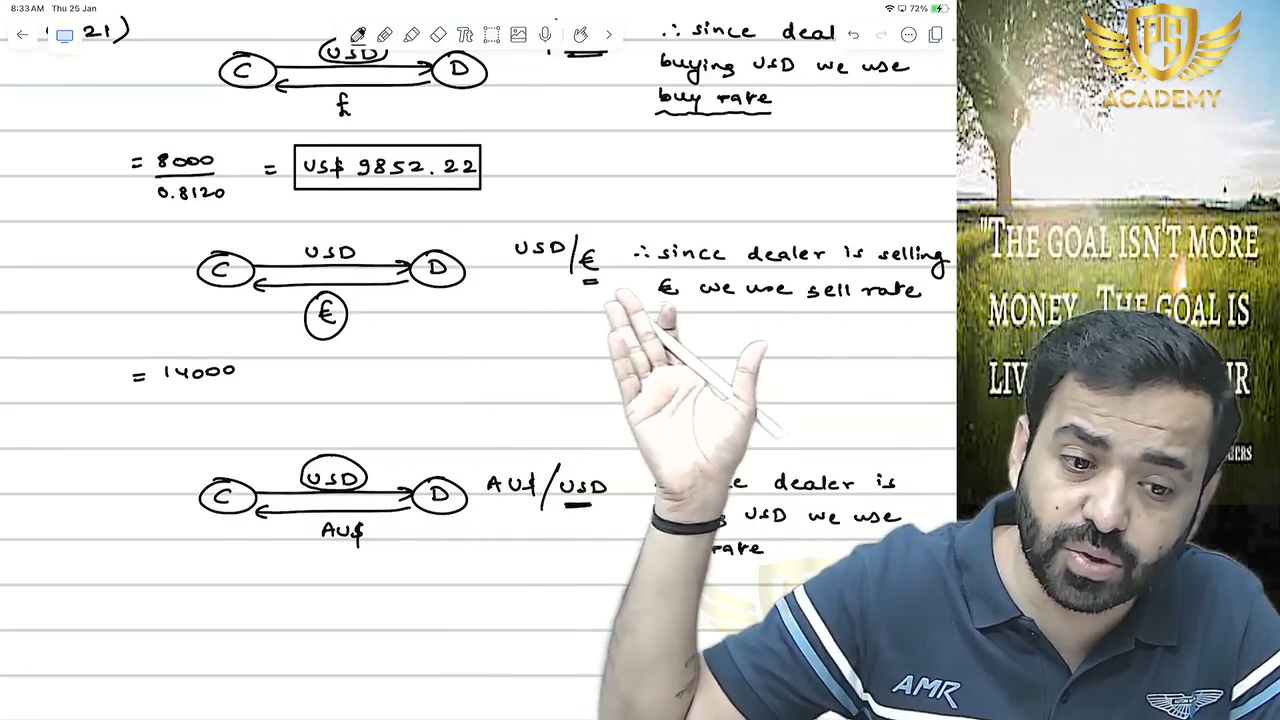 8:33 AM Thu 25 Jan
72%
21)
USD
C
D
£
∴ since deal
buying USD we use
buy rate
= 8000 / 0.8120 = US$ 9852.22
USD
C
D
€
USD/€
∴ since dealer is selling
€ we use sell rate
= 14000
USD
C
D
AU$
AU$/USD
dealer is
USD we use
rate
PS
ACADEMY
"THE GOAL ISN'T MORE
MONEY. THE GOAL IS
AMR